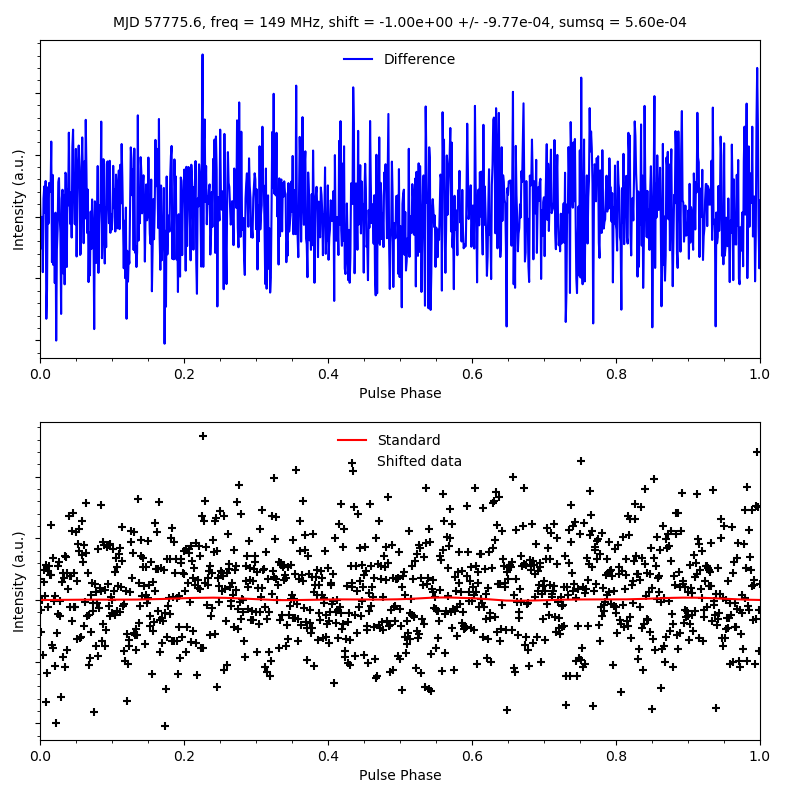 MJD 57775.6, freq = 149 MHz, shift = -1.00e+00 +/- -9.77e-04, sumsq = 5.60e-04
Difference
Intensity (a.u.)
0.0 0.2 0.4 0.6 0.8 1.0
Pulse Phase
Standard
Shifted data
Intensity (a.u.)
0.0 0.2 0.4 0.6 0.8 1.0
Pulse Phase